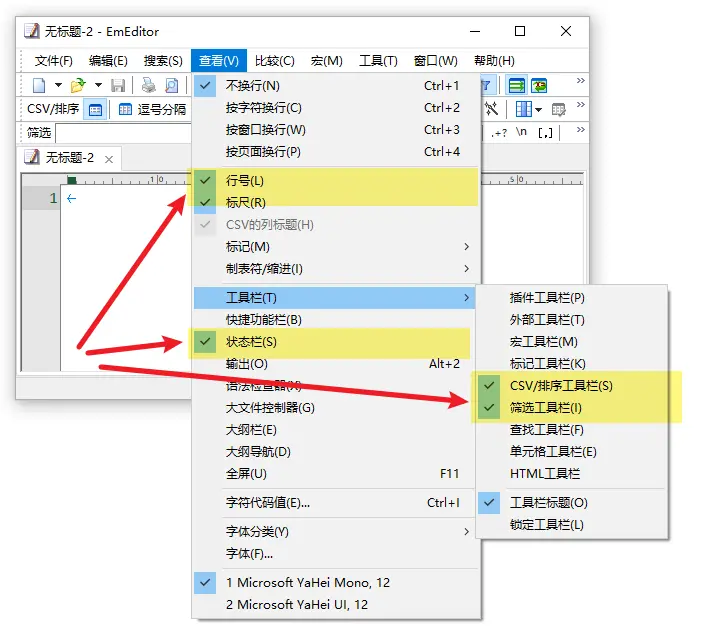 无标题-2 - EmEditor
文件(F) 编辑(E) 搜索(S) 查看(V) 比较(C) 宏(M) 工具(T) 窗口(W) 帮助(H)
CSV/排序 逗号分隔
筛选 .+? \n [,]
无标题-2
1 0 5 0
1
不换行(N) Ctrl+1
按字符换行(C) Ctrl+2
按窗口换行(W) Ctrl+3
按页面换行(P) Ctrl+4
行号(L)
标尺(R)
CSV的列标题(H)
标记(M)
制表符/缩进(I)
工具栏(T)
快捷功能栏(B)
状态栏(S)
输出(O) Alt+2
语法检查器(X)
大文件控制器(G)
大纲栏(E)
大纲导航(D)
全屏(U) F11
字符代码值(E)... Ctrl+I
字体分类(Y)
字体(F)...
1 Microsoft YaHei Mono, 12
2 Microsoft YaHei UI, 12
插件工具栏(P)
外部工具栏(T)
宏工具栏(M)
标记工具栏(K)
CSV/排序工具栏(S)
筛选工具栏(I)
查找工具栏(F)
单元格工具栏(E)
HTML工具栏
工具栏标题(O)
锁定工具栏(L)